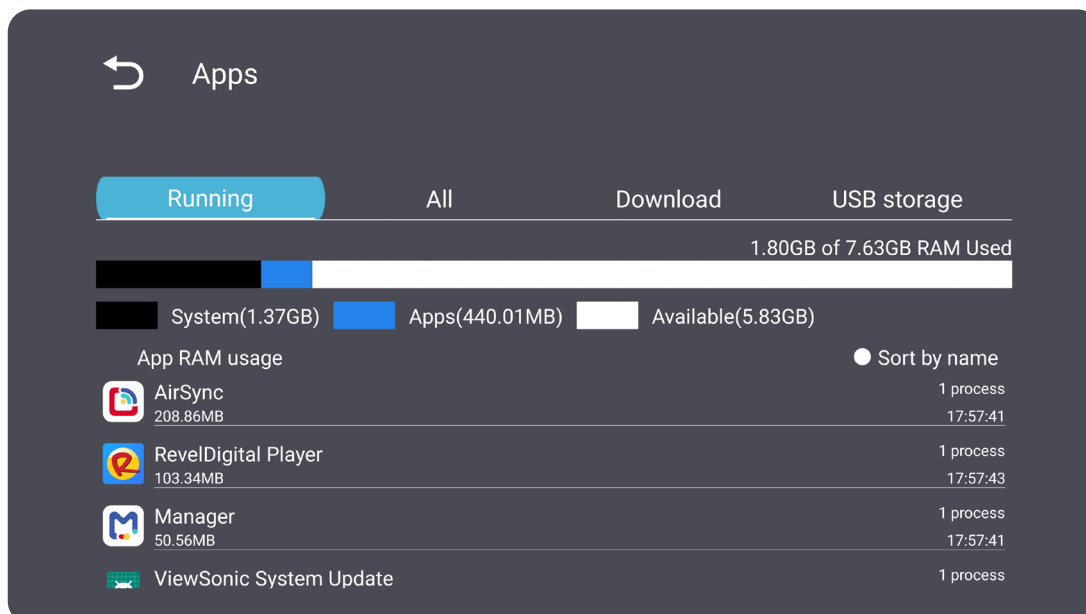 Apps
Running All Download USB storage
1.80GB of 7.63GB RAM Used
System(1.37GB) Apps(440.01MB) Available(5.83GB)
App RAM usage Sort by name
AirSync 1 process
208.86MB 17:57:41
RevelDigital Player 1 process
103.34MB 17:57:43
Manager 1 process
50.56MB 17:57:41
ViewSonic System Update 1 process